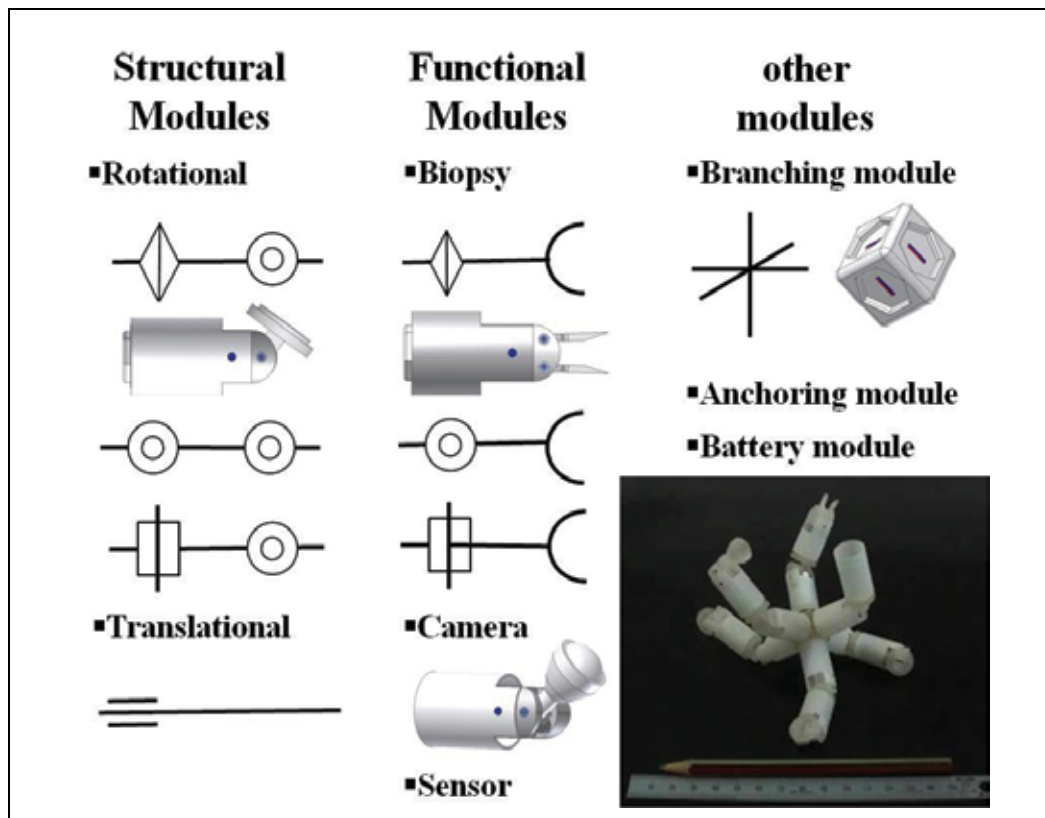 Structural
Modules
▪Rotational
▪Translational
Functional
Modules
▪Biopsy
▪Camera
▪Sensor
other
modules
▪Branching module
▪Anchoring module
▪Battery module